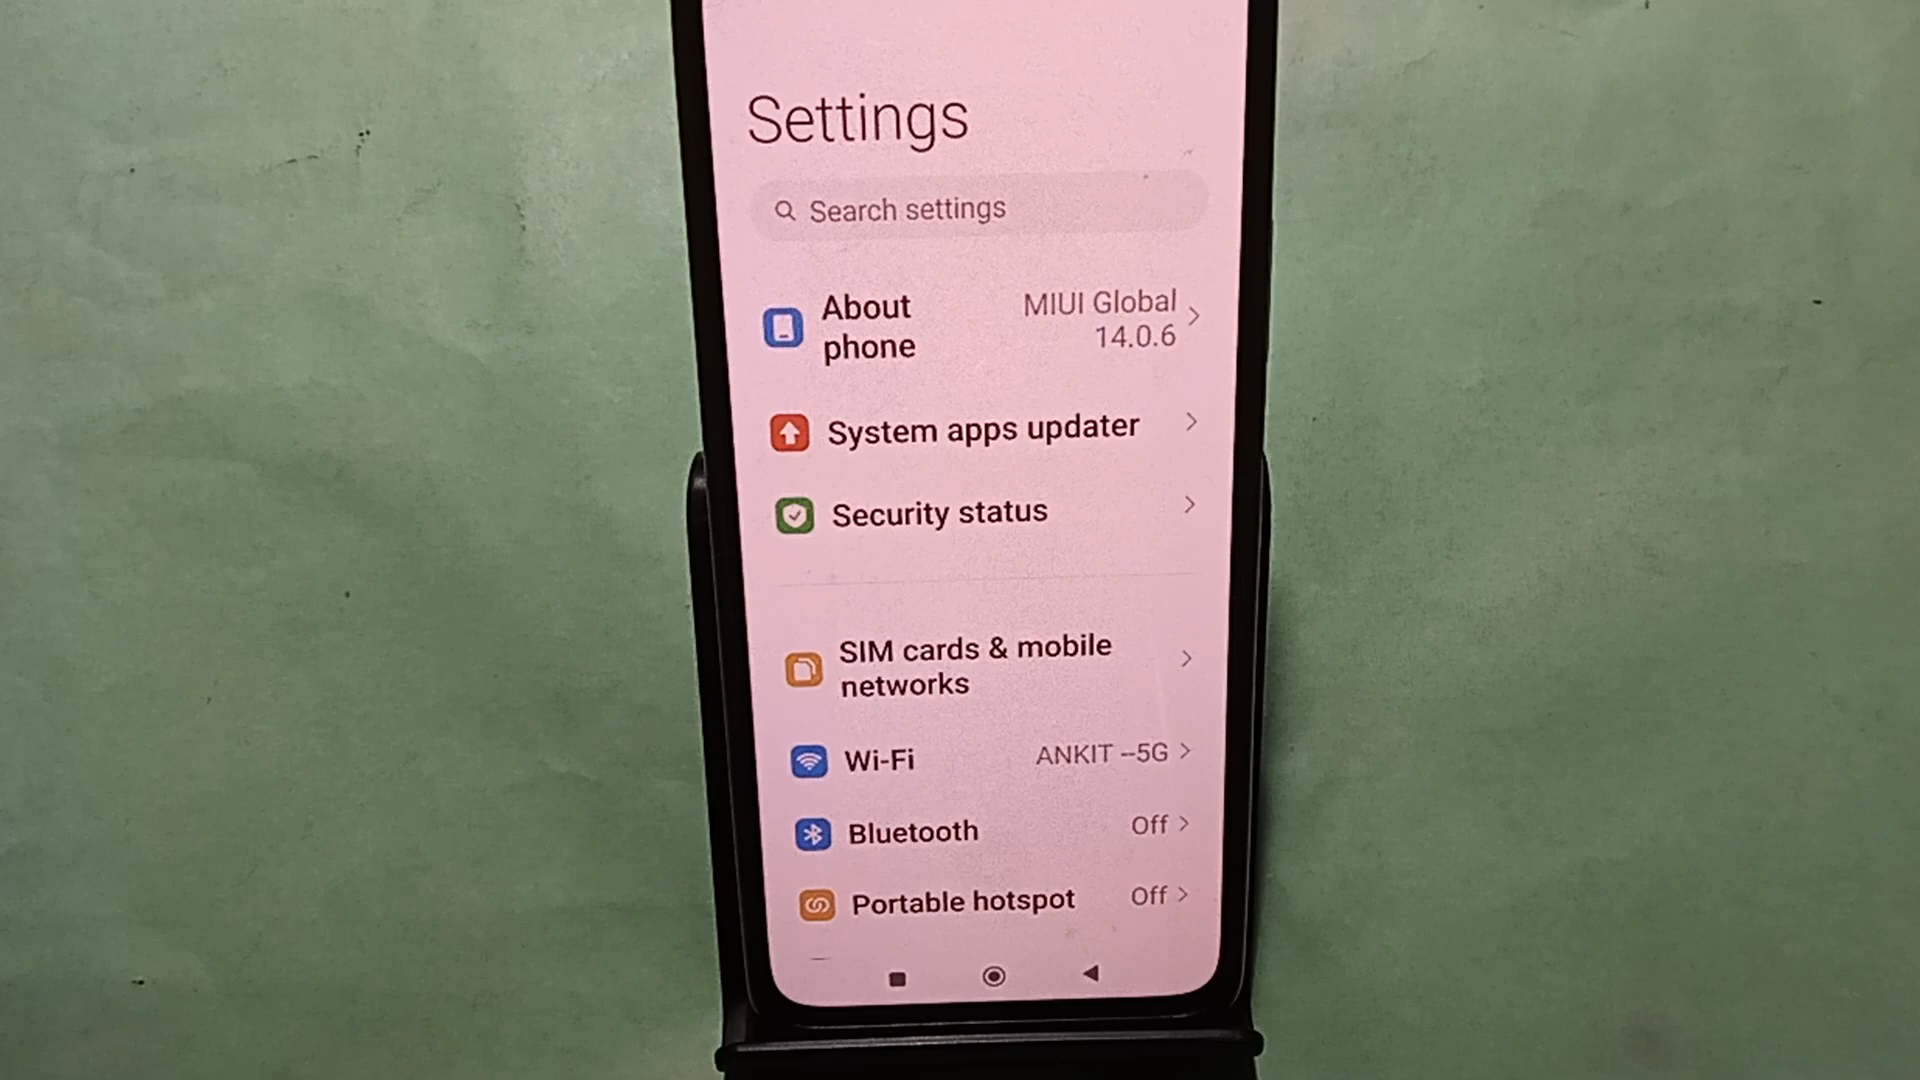 Settings
Search settings
About phone
MIUI Global 14.0.6
System apps updater
Security status
SIM cards & mobile
networks
Wi-Fi
ANKIT --5G
Bluetooth
Off
Portable hotspot
Off